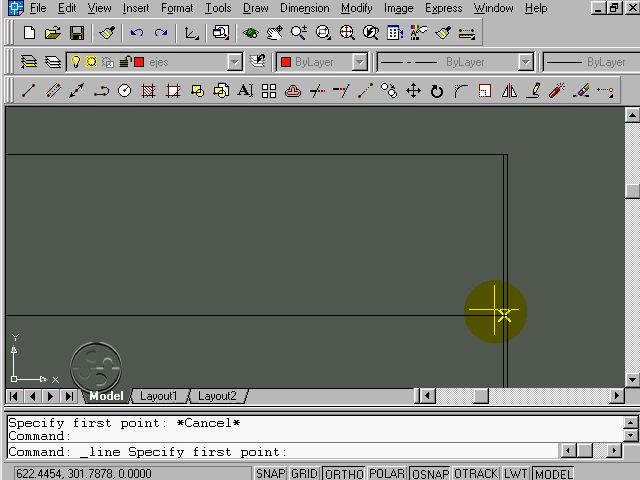 File Edit View Insert Format Tools Draw Dimension Modify Image Express Window Help
ejes ByLayer ByLayer ByLayer
A
Y
X
Model Layout1 Layout2
Specify first point: *Cancel*
Command:
Command: _line Specify first point:
622.4454, 301.7878, 0.0000 SNAP GRID ORTHO POLAR OSNAP OTRACK LWT MODEL